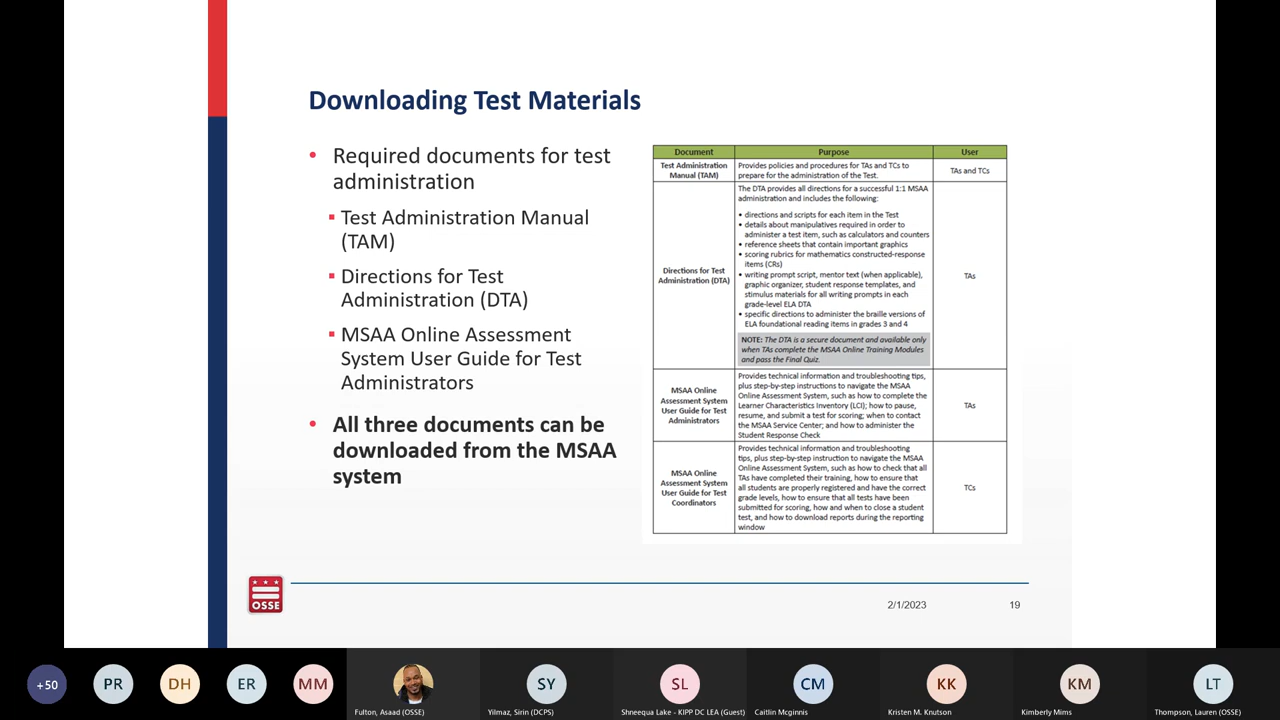 Downloading Test Materials
• Required documents for test
administration
▪ Test Administration Manual
(TAM)
▪ Directions for Test
Administration (DTA)
▪ MSAA Online Assessment
System User Guide for Test
Administrators
• All three documents can be
downloaded from the MSAA
system
Document Purpose User
Test Administration
Manual (TAM)
Provides policies and procedures for TAs and TCs to
prepare for the administration of the Test.
TAs and TCs
Directions for Test
Administration (DTA)
The DTA provides all directions for a successful 1:1 MSAA
administration and includes the following:
• directions and scripts for each item in the Test
• details about manipulatives required in order to
administer a test item, such as calculators and counters
• reference sheets that contain important graphics
• scoring rubrics for mathematics constructed-response
items (CRs)
• writing prompt script, mentor text (when applicable),
graphic organizer, student response templates, and
stimulus materials for all writing prompts in each
grade-level ELA DTA
• specific directions to administer the braille versions of
ELA foundational reading items in grades 3 and 4
NOTE: The DTA is a secure document and available only
when TAs complete the MSAA Online Training Modules
and pass the Final Quiz.
TAs
MSAA Online
Assessment System
User Guide for Test
Administrators
Provides technical information and troubleshooting tips,
plus step-by-step instructions to navigate the MSAA
Online Assessment System, such as how to complete the
Learner Characteristics Inventory (LCI); how to pause,
resume, and submit a test for scoring; when to contact
the MSAA Service Center; and how to administer the
Student Response Check
TAs
MSAA Online
Assessment System
User Guide for Test
Coordinators
Provides technical information and troubleshooting
tips, plus step-by-step instruction to navigate the MSAA
Online Assessment System, such as how to check that all
TAs have completed their training, how to ensure that
all students are properly registered and have the correct
grade levels, how to ensure that all tests have been
submitted for scoring, how and when to close a student
test, and how to download reports during the reporting
window
TCs
OSSE
2/1/2023 19
+50 PR DH ER MM SY SL CM KK KM LT
Fulton, Asaad (OSSE) Yilmaz, Sirin (DCPS) Shneequa Lake - KIPP DC LEA (Guest) Caitlin Mcginnis Kristen M. Knutson Kimberly Mims Thompson, Lauren (OSSE)